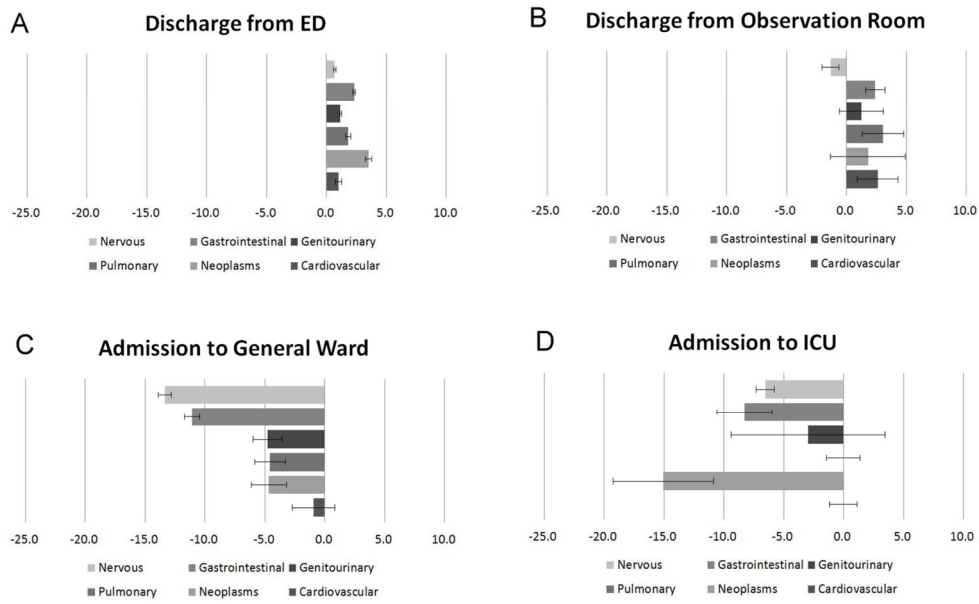 A
Discharge from ED
-25.0 -20.0 -15.0 -10.0 -5.0 0.0 5.0 10.0
Nervous Gastrointestinal Genitourinary
Pulmonary Neoplasms Cardiovascular
B
Discharge from Observation Room
-25.0 -20.0 -15.0 -10.0 -5.0 0.0 5.0 10.0
Nervous Gastrointestinal Genitourinary
Pulmonary Neoplasms Cardiovascular
C
Admission to General Ward
-25.0 -20.0 -15.0 -10.0 -5.0 0.0 5.0 10.0
Nervous Gastrointestinal Genitourinary
Pulmonary Neoplasms Cardiovascular
D
Admission to ICU
-25.0 -20.0 -15.0 -10.0 -5.0 0.0 5.0 10.0
Nervous Gastrointestinal Genitourinary
Pulmonary Neoplasms Cardiovascular